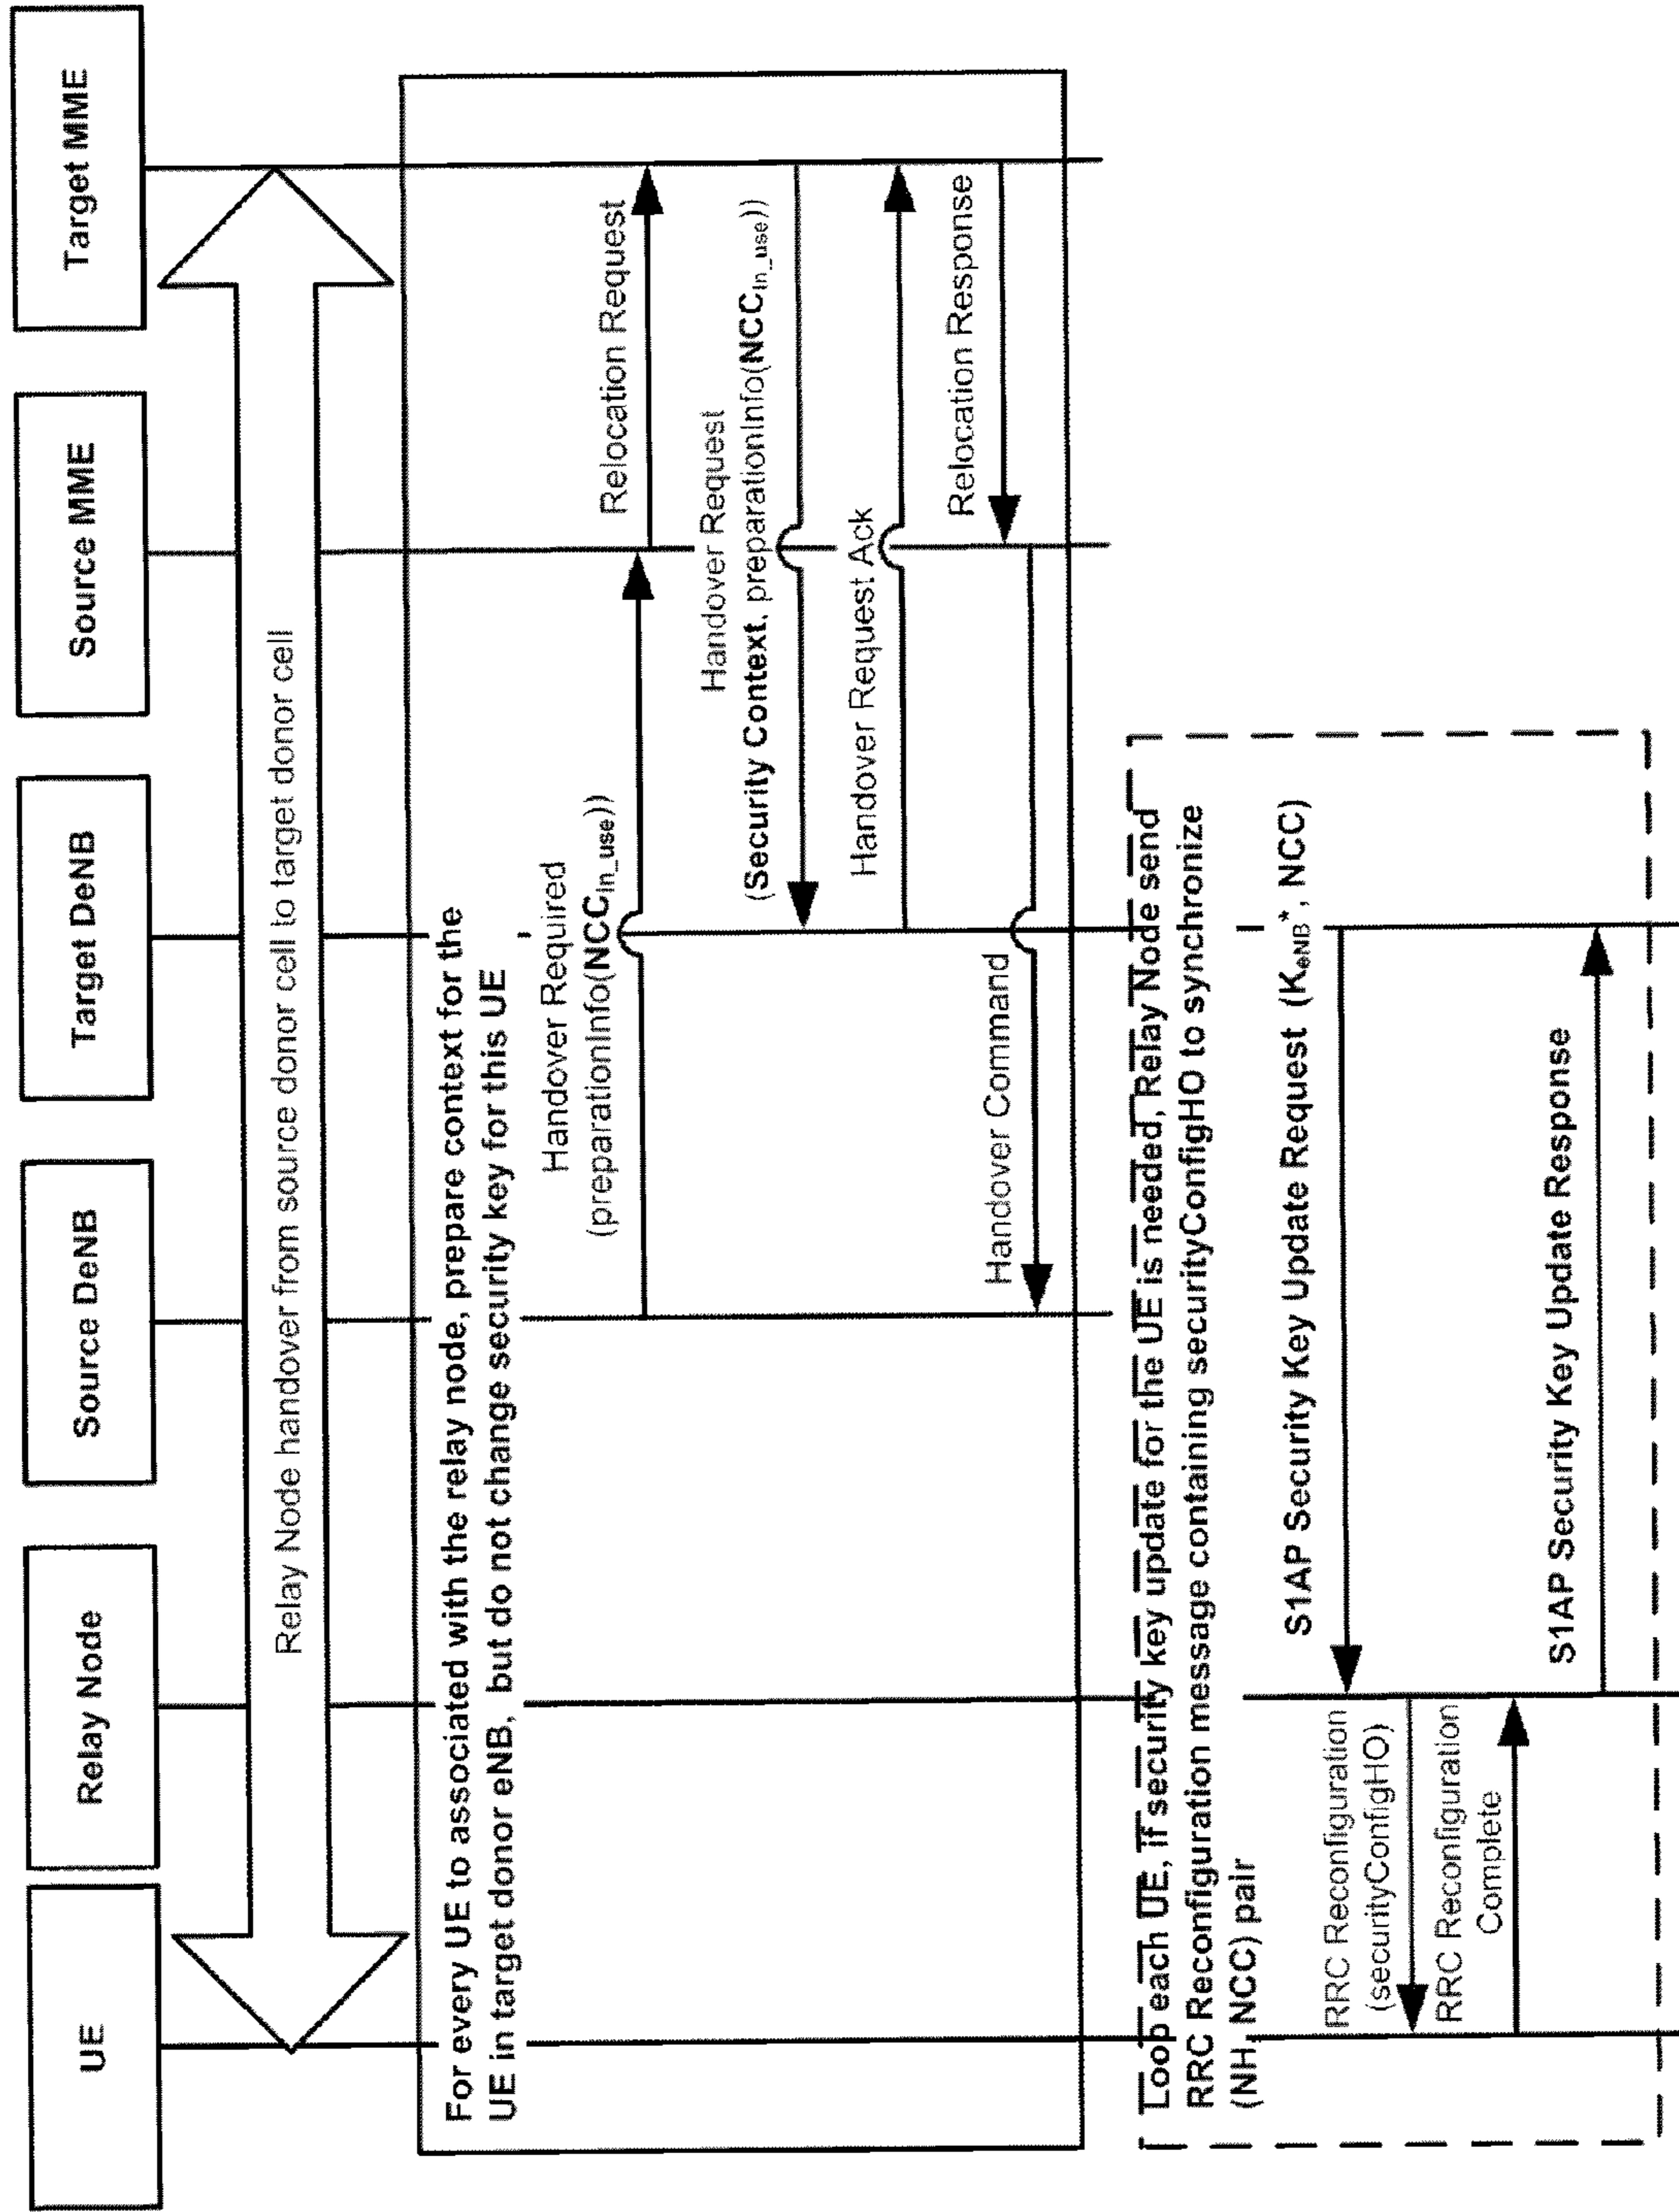 UE
Relay Node
Source DeNB
Target DeNB
Source MME
Target MME
Relay Node handover from source donor cell to target donor cell
For every UE to associated with the relay node, prepare context for the
UE in target donor eNB, but do not change security key for this UE
Handover Required
(preparationInfo(NCCIn_use))
Relocation Request
Handover Request
(Security Context, preparationInfo(NCCIn_use))
Handover Request Ack
Relocation Response
Handover Command
Loop each UE, if security key update for the UE is needed, Relay Node send
RRC Reconfiguration message containing securityConfigHO to synchronize
(NH, NCC) pair
S1AP Security Key Update Request (KeNB*, NCC)
RRC Reconfiguration
(securityConfigHO)
RRC Reconfiguration
Complete
S1AP Security Key Update Response